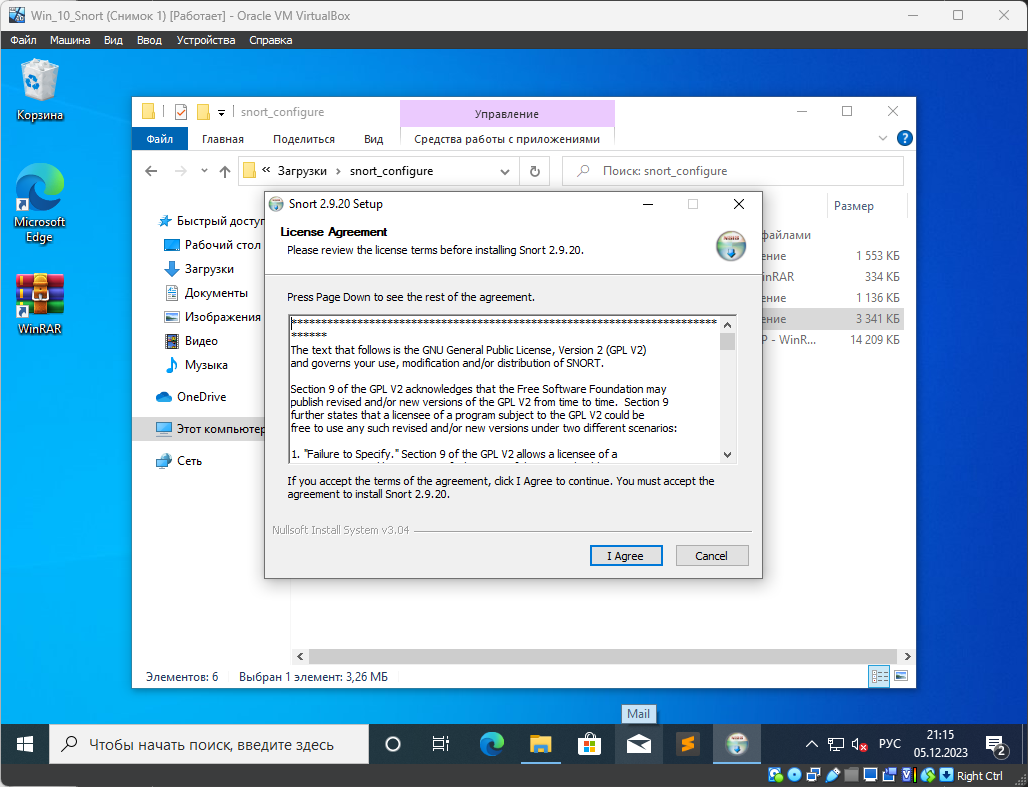 Win_10_Snort (Снимок 1) [Работает] - Oracle VM VirtualBox
Файл Машина Вид Ввод Устройства Справка
Корзина
Microsoft
Edge
WinRAR
snort_configure
Управление
Файл Главная Поделиться Вид Средства работы с приложениями
« Загрузки › snort_configure
Поиск: snort_configure
Размер
Быстрый доступ
Рабочий стол
Загрузки
Документы
Изображения
Видео
Музыка
OneDrive
Этот компьютер
Сеть
файлами
ение 1 553 КБ
inRAR 334 КБ
ение 1 136 КБ
ение 3 341 КБ
P - WinR... 14 209 КБ
Snort 2.9.20 Setup
License Agreement
Please review the license terms before installing Snort 2.9.20.
Press Page Down to see the rest of the agreement.
The text that follows is the GNU General Public License, Version 2 (GPL V2)
and governs your use, modification and/or distribution of SNORT.
Section 9 of the GPL V2 acknowledges that the Free Software Foundation may
publish revised and/or new versions of the GPL V2 from time to time. Section 9
further states that a licensee of a program subject to the GPL V2 could be
free to use any such revised and/or new versions under two different scenarios:
1. "Failure to Specify." Section 9 of the GPL V2 allows a licensee of a
If you accept the terms of the agreement, click I Agree to continue. You must accept the
agreement to install Snort 2.9.20.
Nullsoft Install System v3.04
I Agree Cancel
Элементов: 6 Выбран 1 элемент: 3,26 МБ
Mail
Чтобы начать поиск, введите здесь
РУС
21:15
05.12.2023
2
Right Ctrl